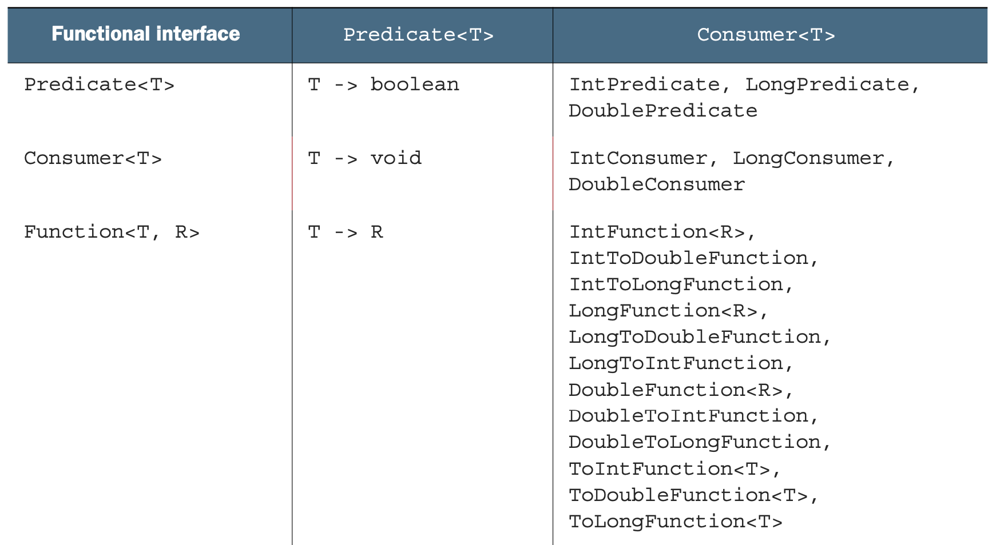 Functional interface Predicate<T> Consumer<T>
Predicate<T> T -> boolean IntPredicate, LongPredicate,
DoublePredicate
Consumer<T> T -> void IntConsumer, LongConsumer,
DoubleConsumer
Function<T, R> T -> R IntFunction<R>,
IntToDoubleFunction,
IntToLongFunction,
LongFunction<R>,
LongToDoubleFunction,
LongToIntFunction,
DoubleFunction<R>,
DoubleToIntFunction,
DoubleToLongFunction,
ToIntFunction<T>,
ToDoubleFunction<T>,
ToLongFunction<T>